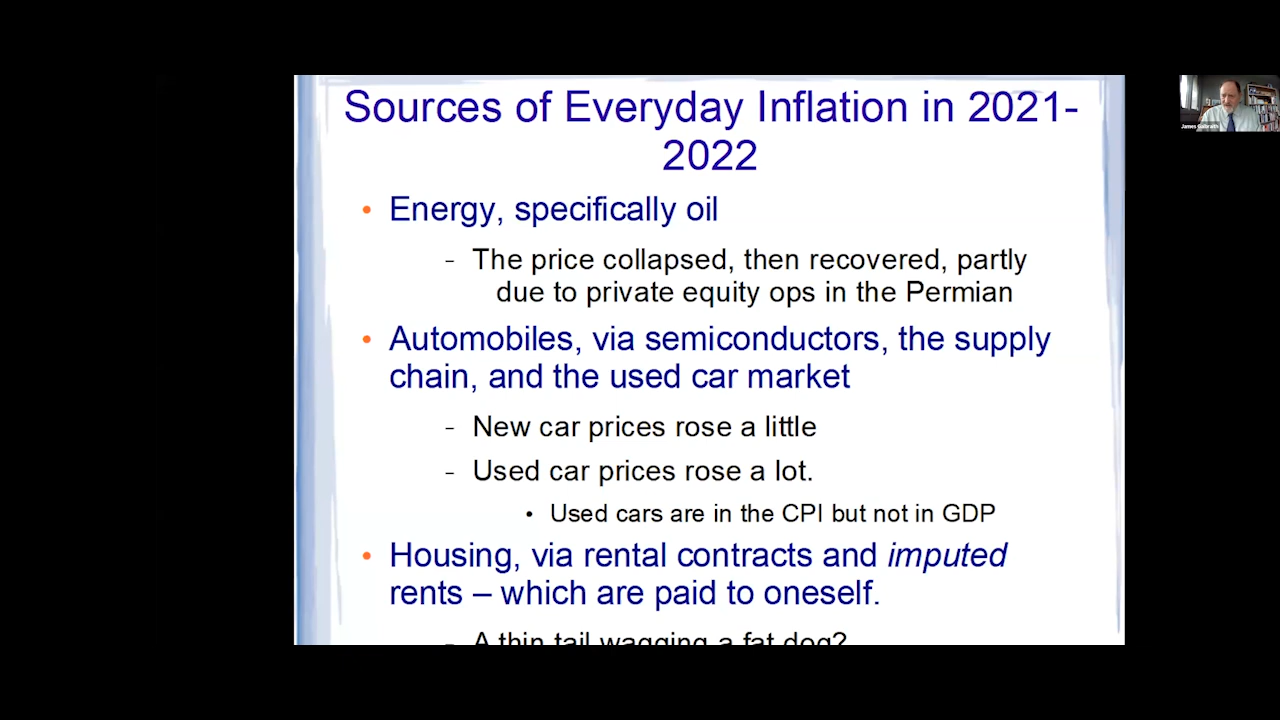 Sources of Everyday Inflation in 2021-
2022
• Energy, specifically oil
- The price collapsed, then recovered, partly
due to private equity ops in the Permian
• Automobiles, via semiconductors, the supply
chain, and the used car market
- New car prices rose a little
- Used car prices rose a lot.
• Used cars are in the CPI but not in GDP
• Housing, via rental contracts and imputed
rents – which are paid to oneself.
- A thin tail wagging a fat dog?
James Galbraith